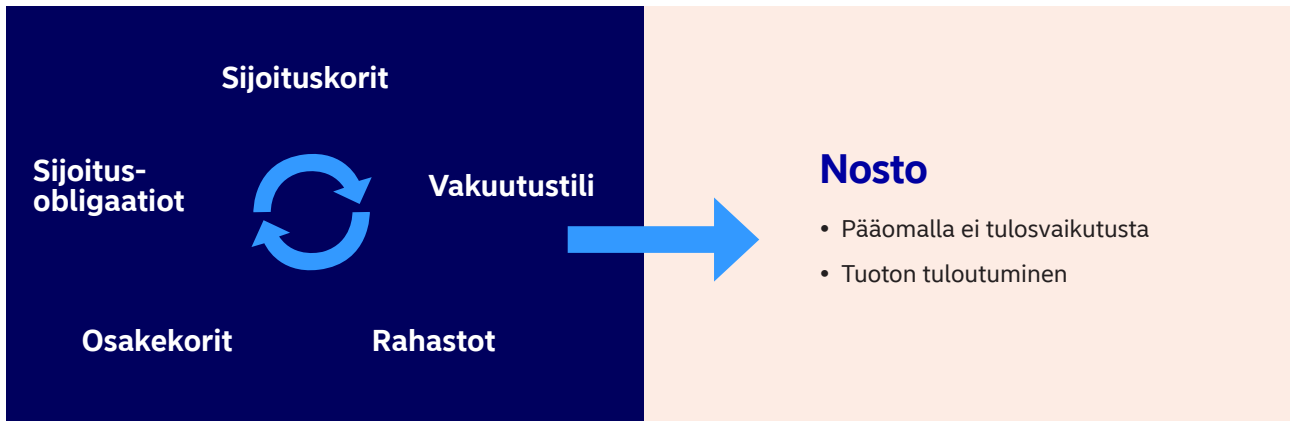 Sijoituskorit
Sijoitus-
obligaatiot
Vakuutustili
Osakekorit
Rahastot
Nosto
• Pääomalla ei tulosvaikutusta
• Tuoton tuloutuminen